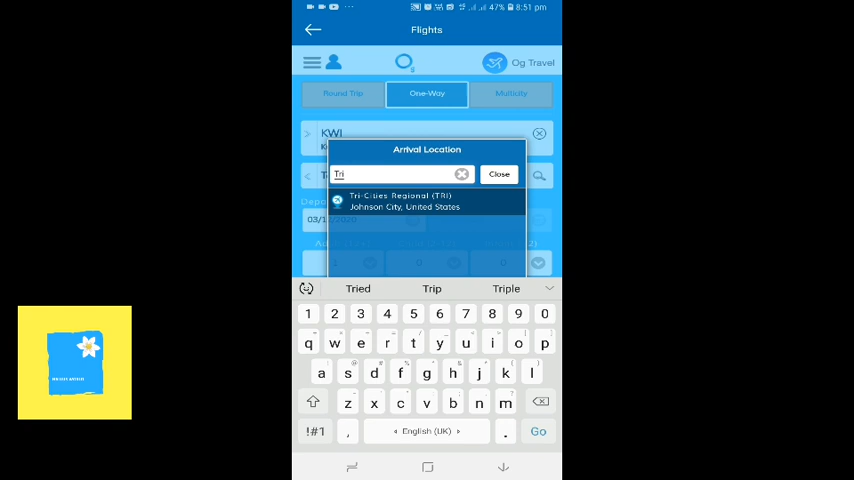 47% 8:51 pm
Flights
Og Travel
Round Trip One-Way Multicity
KWI
Arrival Location
Tri Close
Tri-Cities Regional (TRI)
Johnson City, United States
03/1
Tried Trip Triple
1 2 3 4 5 6 7 8 9 0
q w e r t y u i o p
a s d f g h j k l
z x c v b n m
!#1 , English (UK) . Go